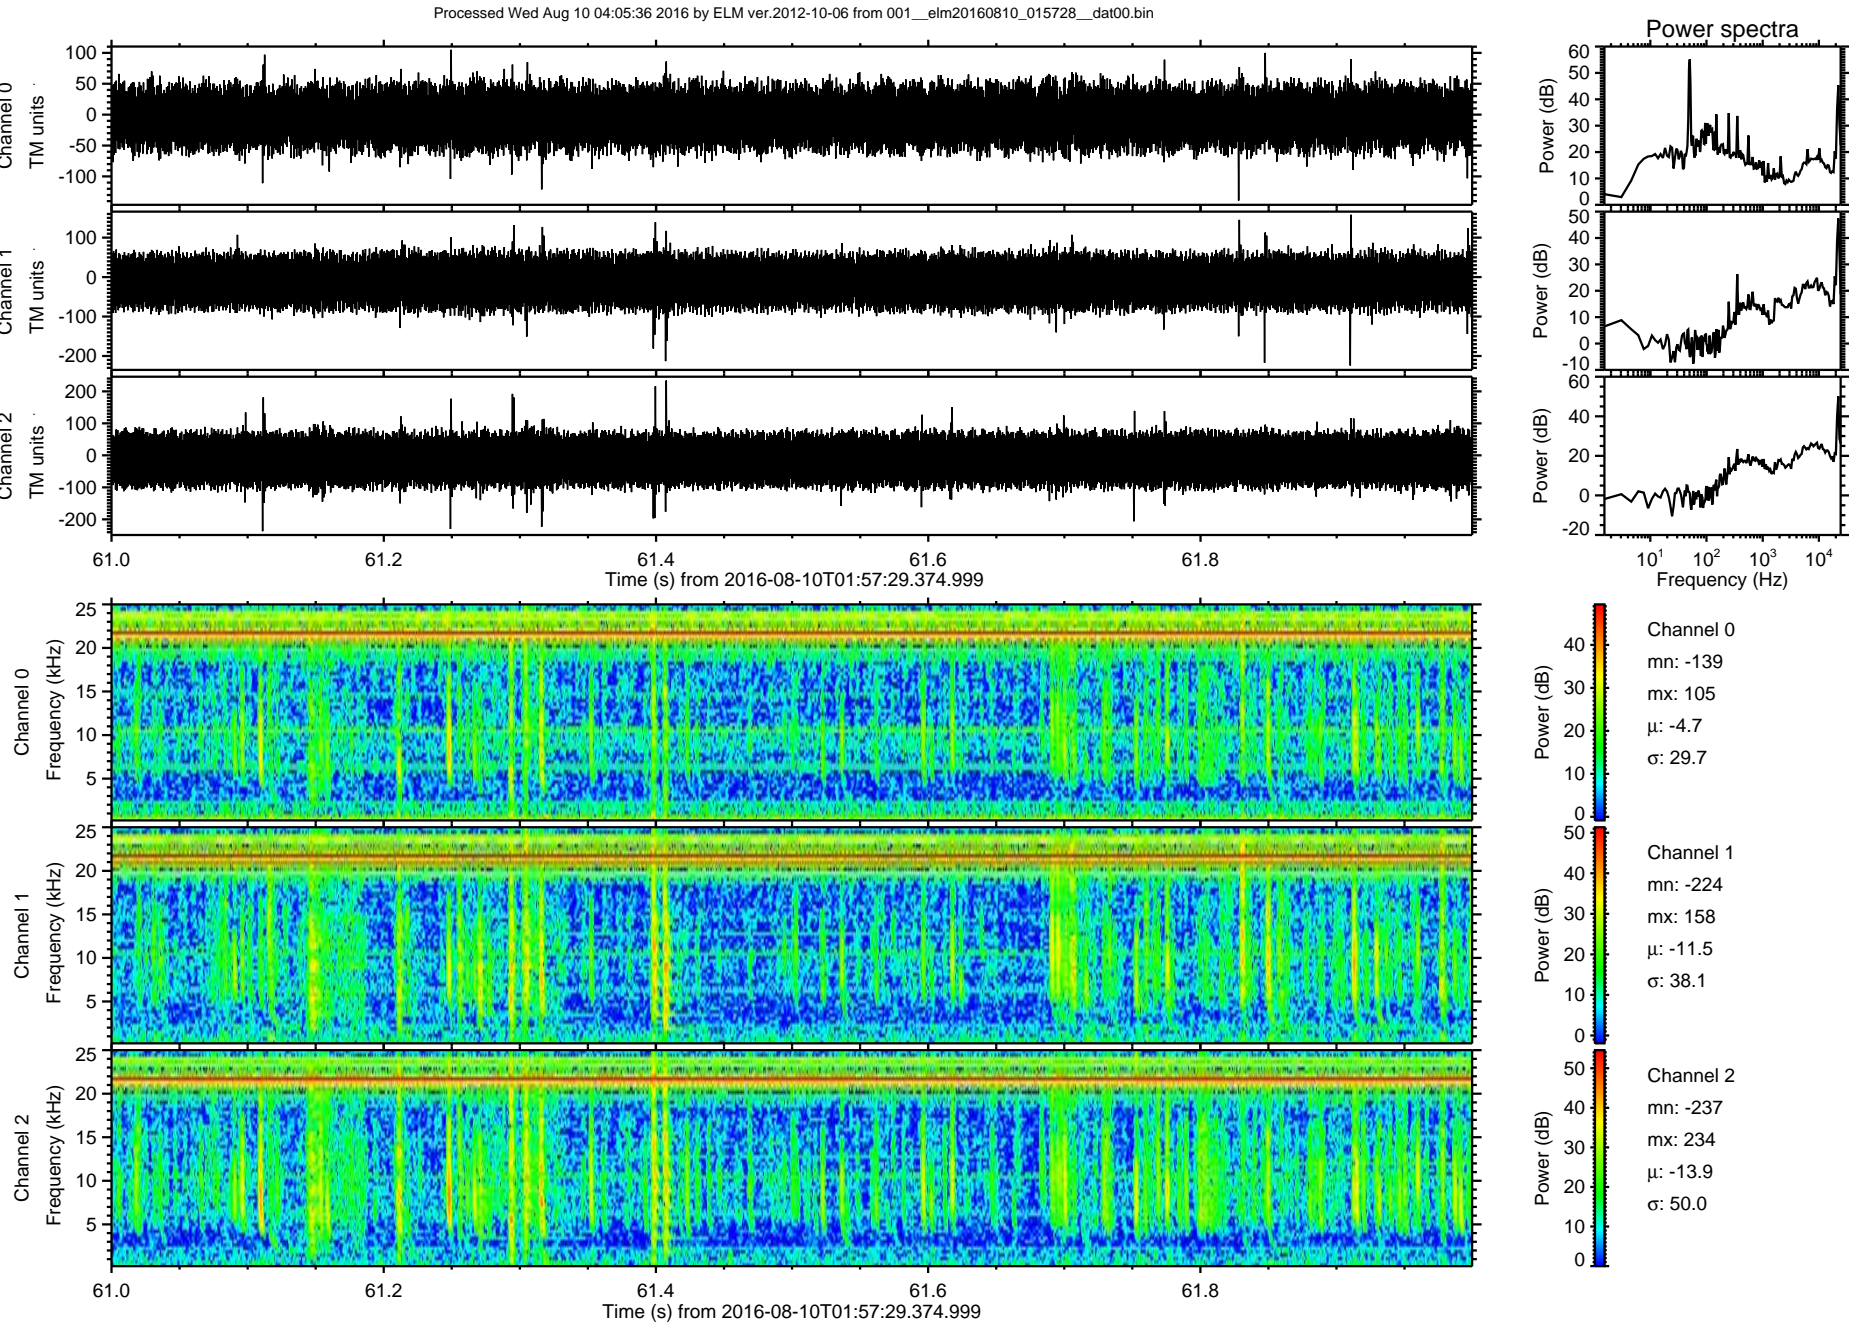 Processed Wed Aug 10 04:05:36 2016 by ELM ver.2012-10-06 from 001__elm20160810_015728__dat00.bin
Power spectra
Channel 0
TM units
100
50
0
-50
-100
Power (dB)
60
50
40
30
20
10
0
Channel 1
TM units
100
0
-100
-200
Power (dB)
50
40
30
20
10
0
-10
Channel 2
TM units
200
100
0
-100
-200
Power (dB)
60
40
20
0
-20
61.0 61.2 61.4 61.6 61.8
Time (s) from 2016-08-10T01:57:29.374.999
10^1 10^2 10^3 10^4
Frequency (Hz)
Channel 0
Frequency (kHz)
25
20
15
10
5
Power (dB)
40
30
20
10
0
Channel 0
mn: -139
mx: 105
μ: -4.7
σ: 29.7
Channel 1
Frequency (kHz)
25
20
15
10
5
Power (dB)
50
40
30
20
10
0
Channel 1
mn: -224
mx: 158
μ: -11.5
σ: 38.1
Channel 2
Frequency (kHz)
25
20
15
10
5
Power (dB)
50
40
30
20
10
0
Channel 2
mn: -237
mx: 234
μ: -13.9
σ: 50.0
61.0 61.2 61.4 61.6 61.8
Time (s) from 2016-08-10T01:57:29.374.999